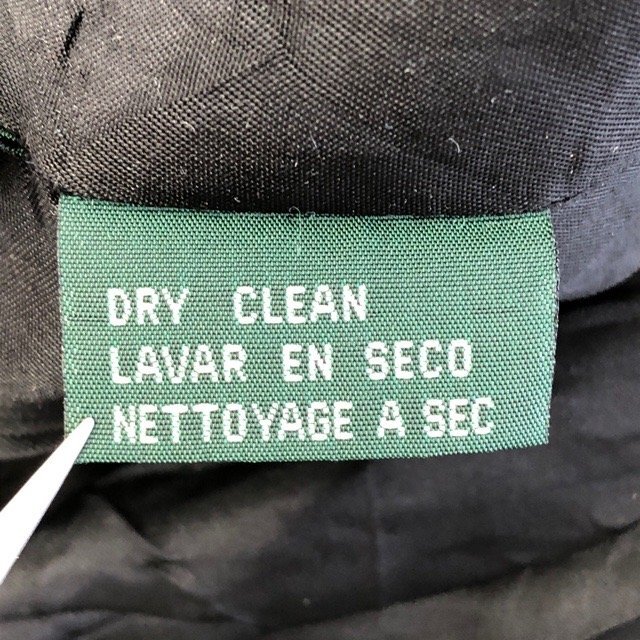 DRY CLEAN
LAVAR EN SECO
NETTOYAGE A SEC